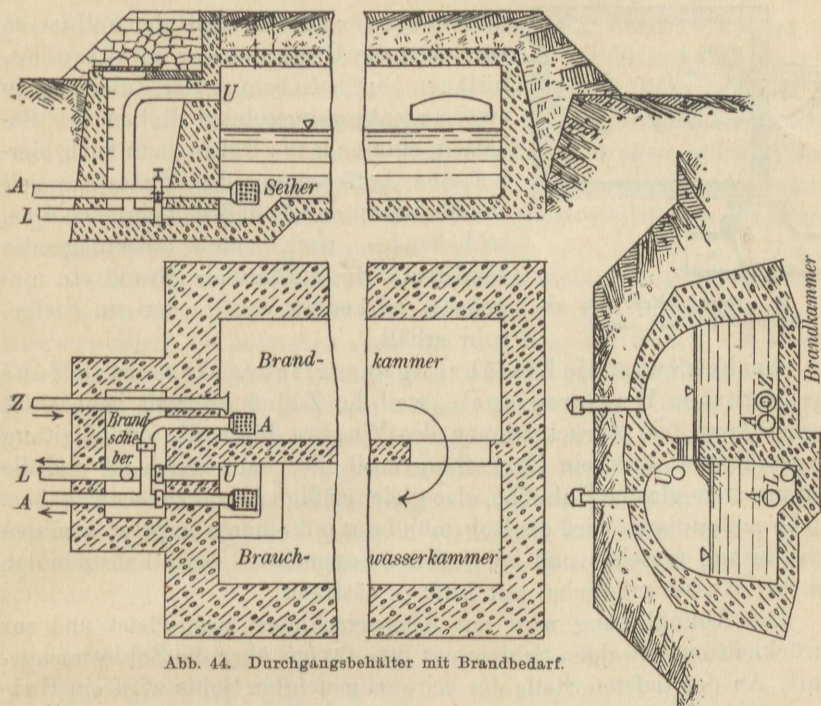 U
A
Seiher
L
Brand-
kammer
Z
Brand
schie
ber.
A
L
U
A
Brauch-
wasserkammer
Brandkammer
Z
A
U
L
A
Abb. 44. Durchgangsbehälter mit Brandbedarf.